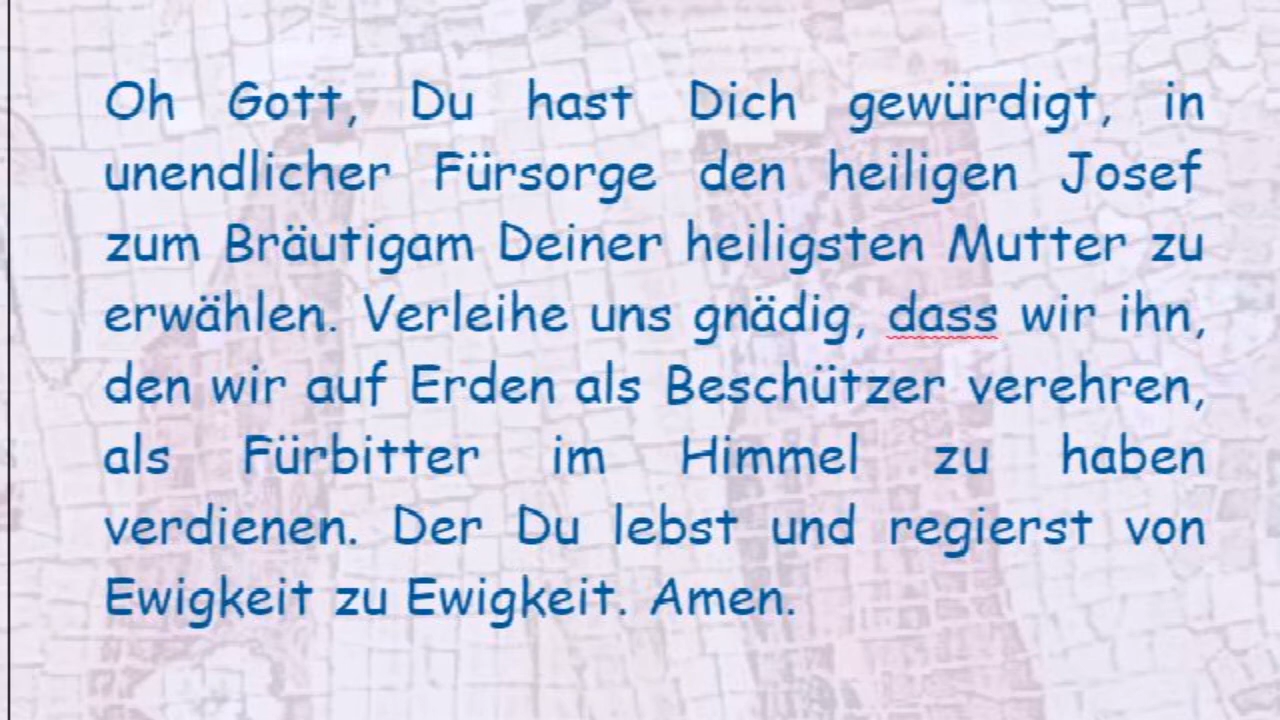 Oh Gott, Du hast Dich gewürdigt, in
unendlicher Fürsorge den heiligen Josef
zum Bräutigam Deiner heiligsten Mutter zu
erwählen. Verleihe uns gnädig, dass wir ihn,
den wir auf Erden als Beschützer verehren,
als Fürbitter im Himmel zu haben
verdienen. Der Du lebst und regierst von
Ewigkeit zu Ewigkeit. Amen.